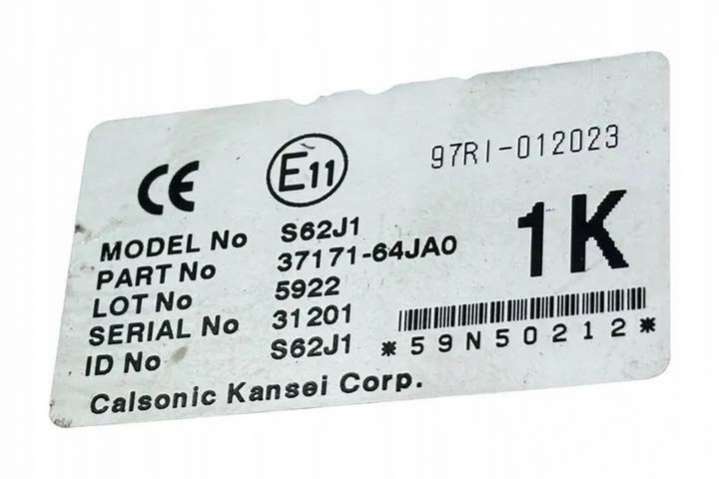 CE E11 97RI-012023
MODEL No S62J1
PART No 37171-64JA0
LOT No 5922
SERIAL No 31201
ID No S62J1
1K
*59N50212*
Calsonic Kansei Corp.